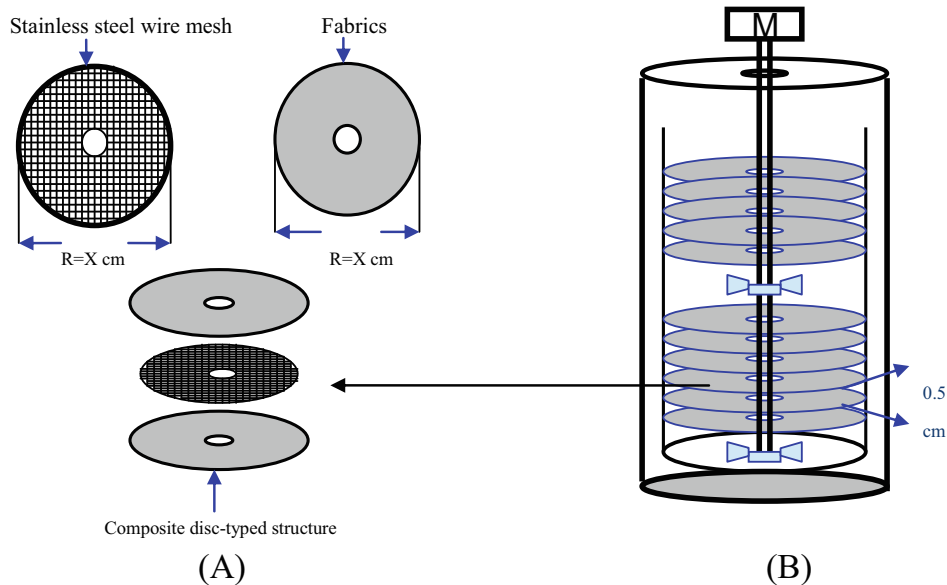 Stainless steel wire mesh
Fabrics
M
R=X cm
R=X cm
0.5
cm
Composite disc-typed structure
(A)
(B)